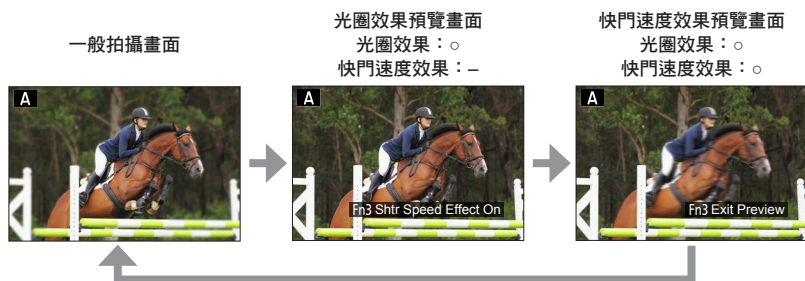 一般拍攝畫面
光圈效果預覽畫面
光圈效果：○
快門速度效果：–
快門速度效果預覽畫面
光圈效果：○
快門速度效果：○
A
A
Fn3 Shtr Speed Effect On
A
Fn3 Exit Preview